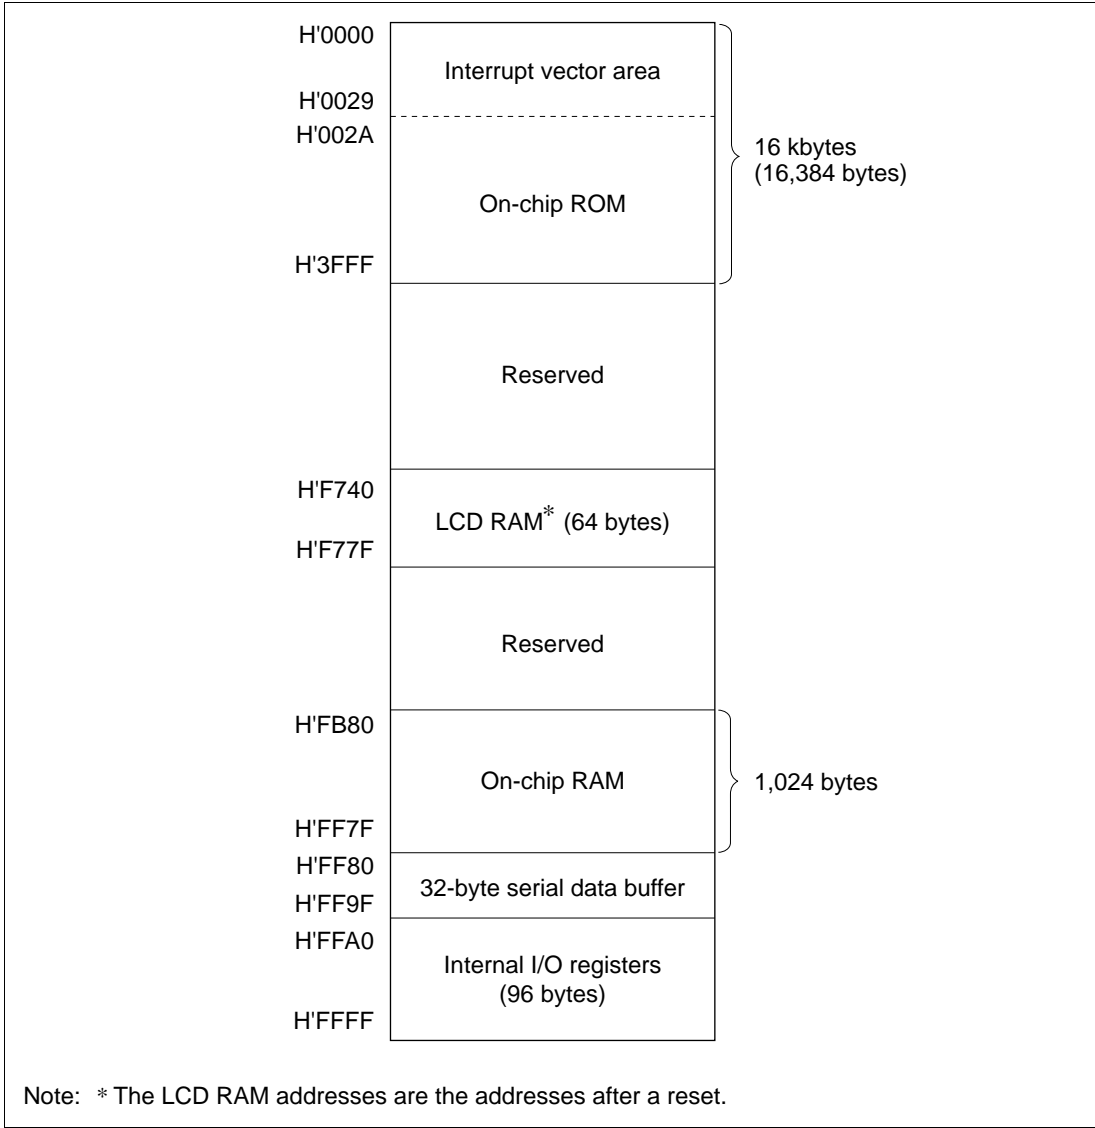 H'0000
Interrupt vector area
H'0029
H'002A
16 kbytes
(16,384 bytes)
On-chip ROM
H'3FFF
Reserved
H'F740
LCD RAM* (64 bytes)
H'F77F
Reserved
H'FB80
On-chip RAM
1,024 bytes
H'FF7F
H'FF80
32-byte serial data buffer
H'FF9F
H'FFA0
Internal I/O registers
(96 bytes)
H'FFFF
Note: * The LCD RAM addresses are the addresses after a reset.